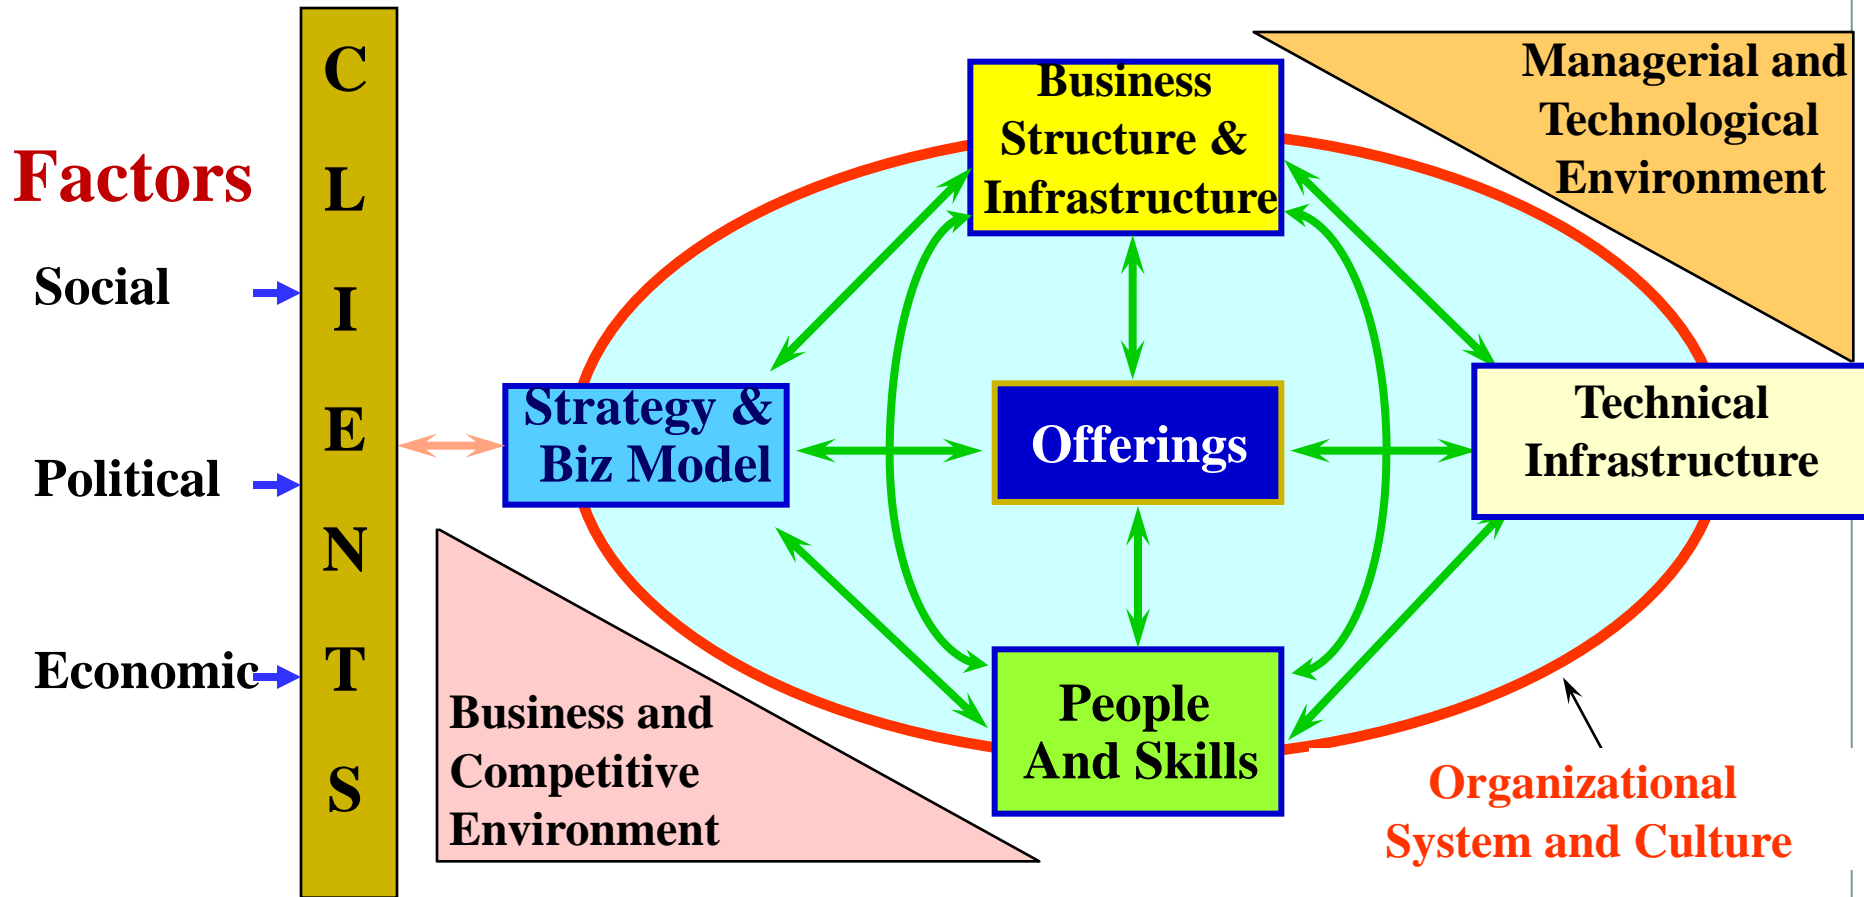 Factors
Social
Political
Economic
C
L
I
E
N
T
S
Business
Structure &
Infrastructure
Managerial and
Technological
Environment
Strategy &
Biz Model
Offerings
Technical
Infrastructure
Business and
Competitive
Environment
People
And Skills
Organizational
System and Culture